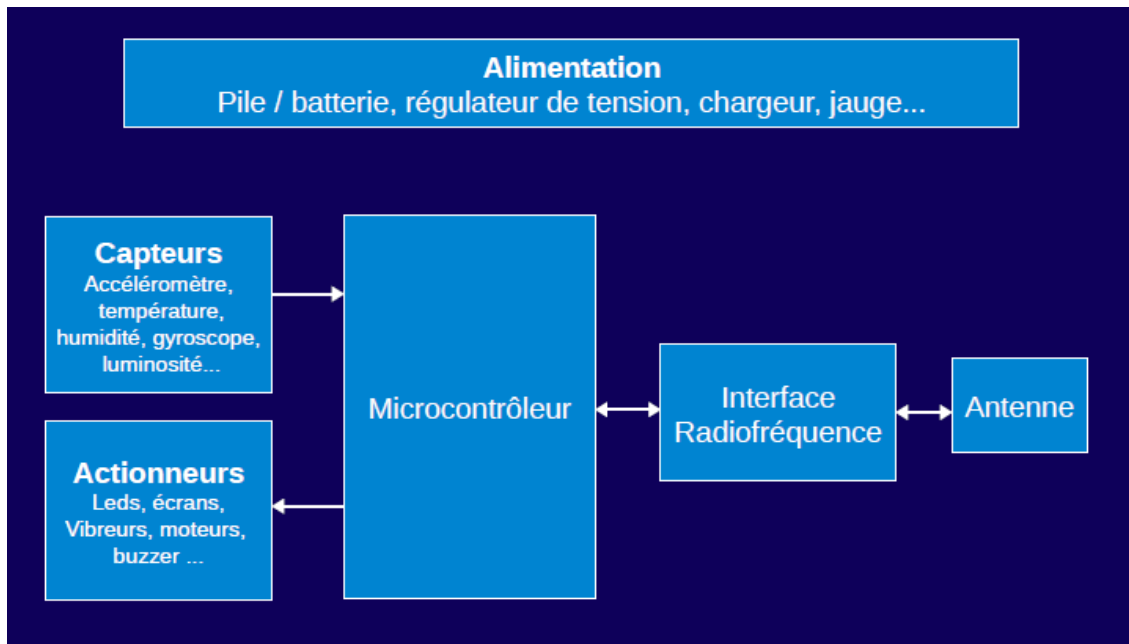 Alimentation
Pile / batterie, régulateur de tension, chargeur, jauge...
Capteurs
Accéléromètre,
température,
humidité, gyroscope,
luminosité...
Actionneurs
Leds, écrans,
Vibreurs, moteurs,
buzzer ...
Microcontrôleur
Interface
Radiofréquence
Antenne